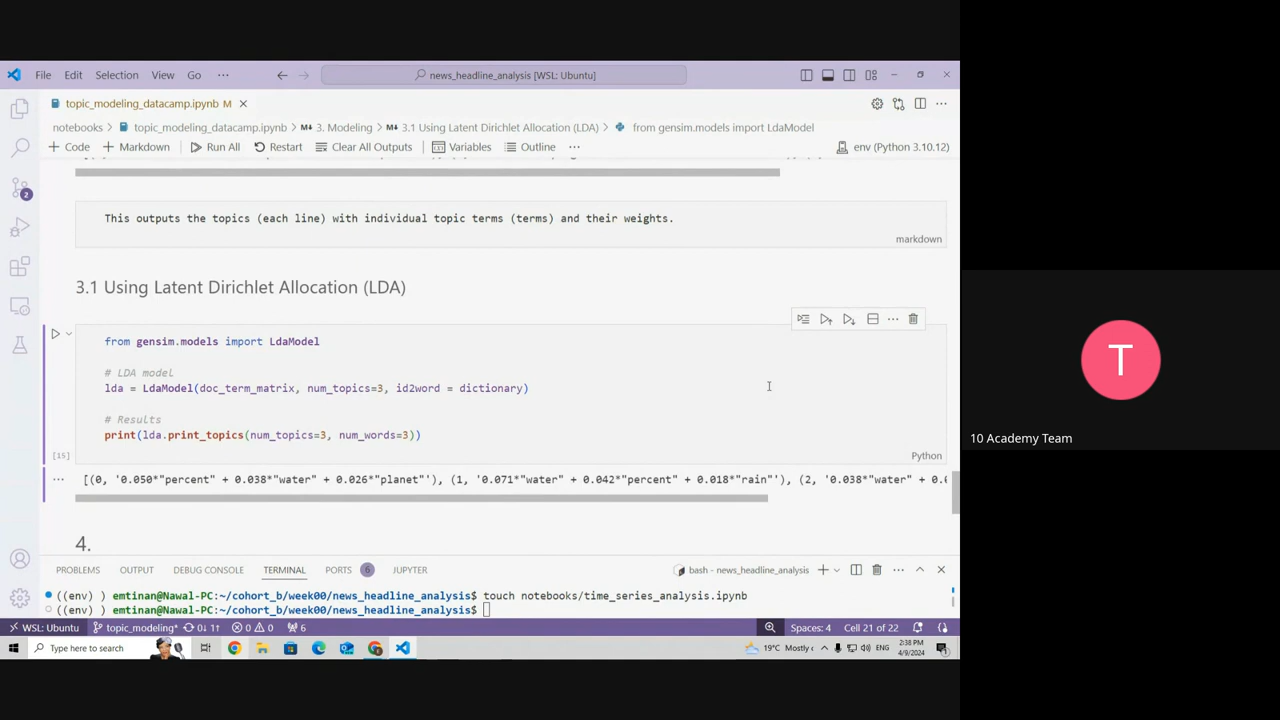 File Edit Selection View Go ··· news_headline_analysis [WSL: Ubuntu]
topic_modeling_datacamp.ipynb M
notebooks > topic_modeling_datacamp.ipynb > 3. Modeling > 3.1 Using Latent Dirichlet Allocation (LDA) > from gensim.models import LdaModel
+ Code + Markdown Run All Restart Clear All Outputs Variables Outline ··· env (Python 3.10.12)
This outputs the topics (each line) with individual topic terms (terms) and their weights.
markdown
3.1 Using Latent Dirichlet Allocation (LDA)
from gensim.models import LdaModel
# LDA model
lda = LdaModel(doc_term_matrix, num_topics=3, id2word = dictionary)
# Results
print(lda.print_topics(num_topics=3, num_words=3))
[15] Python
··· [(0, '0.050*"percent" + 0.038*"water" + 0.026*"planet"'), (1, '0.071*"water" + 0.042*"percent" + 0.018*"rain"'), (2, '0.038*"water" + 0.
4.
PROBLEMS OUTPUT DEBUG CONSOLE TERMINAL PORTS 6 JUPYTER bash - news_headline_analysis
((env) ) emtinan@Nawal-PC:~/cohort_b/week00/news_headline_analysis$ touch notebooks/time_series_analysis.ipynb
((env) ) emtinan@Nawal-PC:~/cohort_b/week00/news_headline_analysis$
WSL: Ubuntu topic_modeling* 0↓ 1↑ 0 0 6 Spaces: 4 Cell 21 of 22
Type here to search 19°C Mostly c ENG 2:38 PM
4/9/2024
2
T
10 Academy Team